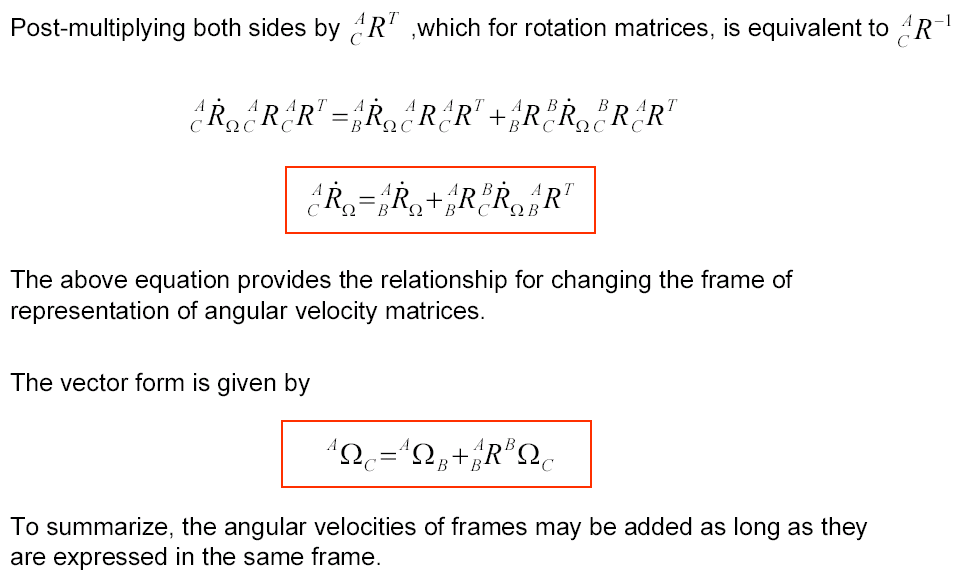 Post-multiplying both sides by $^{A}_{C}R^{T}$ ,which for rotation matrices, is equivalent to $^{A}_{C}R^{-1}$
$^{A}_{C}\dot{R}_{\Omega}{}^{A}_{C}R{}^{A}_{C}R^{T}={}^{A}_{B}\dot{R}_{\Omega}{}^{A}_{C}R{}^{A}_{C}R^{T}+{}^{A}_{B}R{}^{B}_{C}\dot{R}_{\Omega}{}^{B}_{C}R{}^{A}_{C}R^{T}$
$^{A}_{C}\dot{R}_{\Omega}={}^{A}_{B}\dot{R}_{\Omega}+{}^{A}_{B}R{}^{B}_{C}\dot{R}_{\Omega}{}^{A}_{B}R^{T}$
The above equation provides the relationship for changing the frame of
representation of angular velocity matrices.
The vector form is given by
$^{A}\Omega_{C}={}^{A}\Omega_{B}+{}^{A}_{B}R{}^{B}\Omega_{C}$
To summarize, the angular velocities of frames may be added as long as they
are expressed in the same frame.